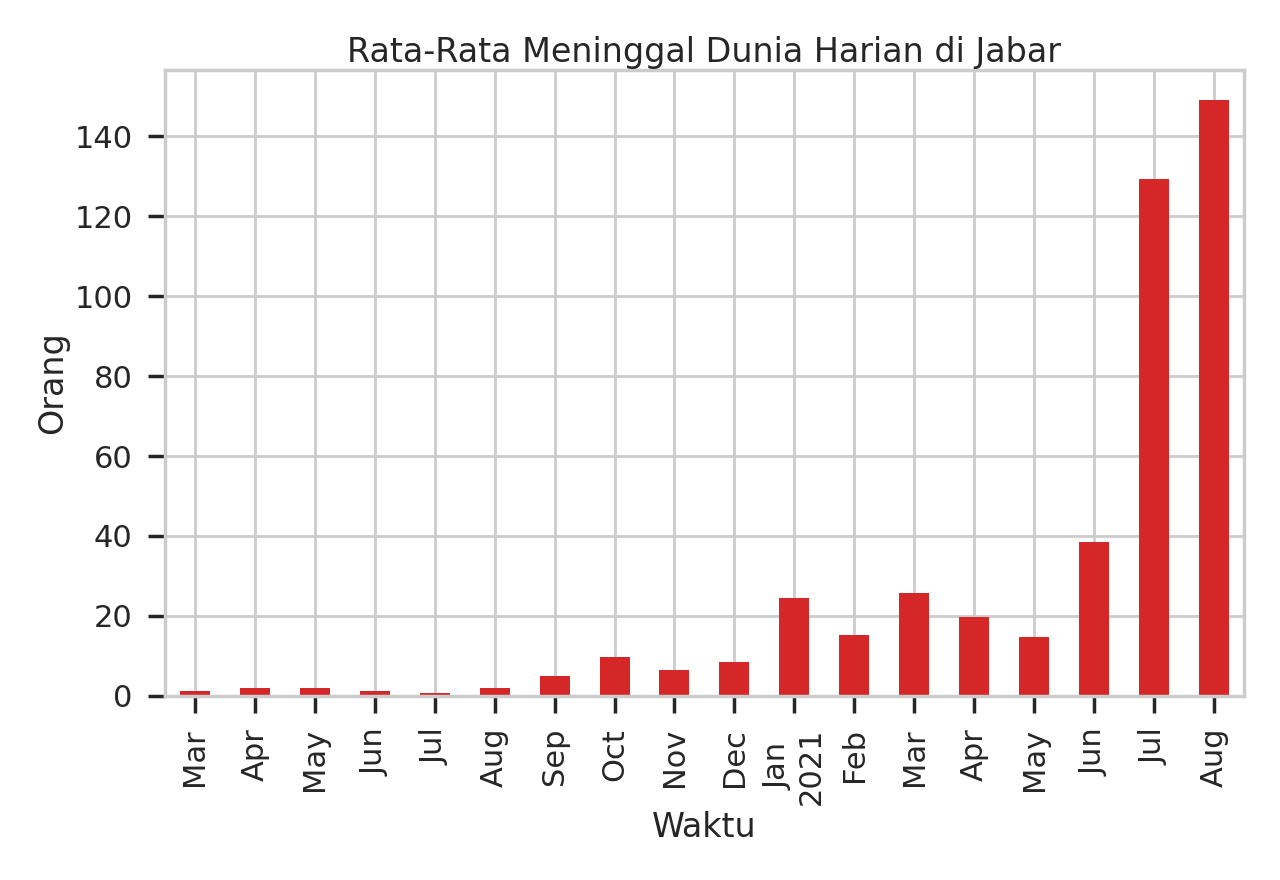 Rata-Rata Meninggal Dunia Harian di Jabar
140
120
100
80
60
40
20
0
Orang
Mar
Apr
May
Jun
Jul
Aug
Sep
Oct
Nov
Dec
Jan
2021
Feb
Mar
Apr
May
Jun
Jul
Aug
Waktu